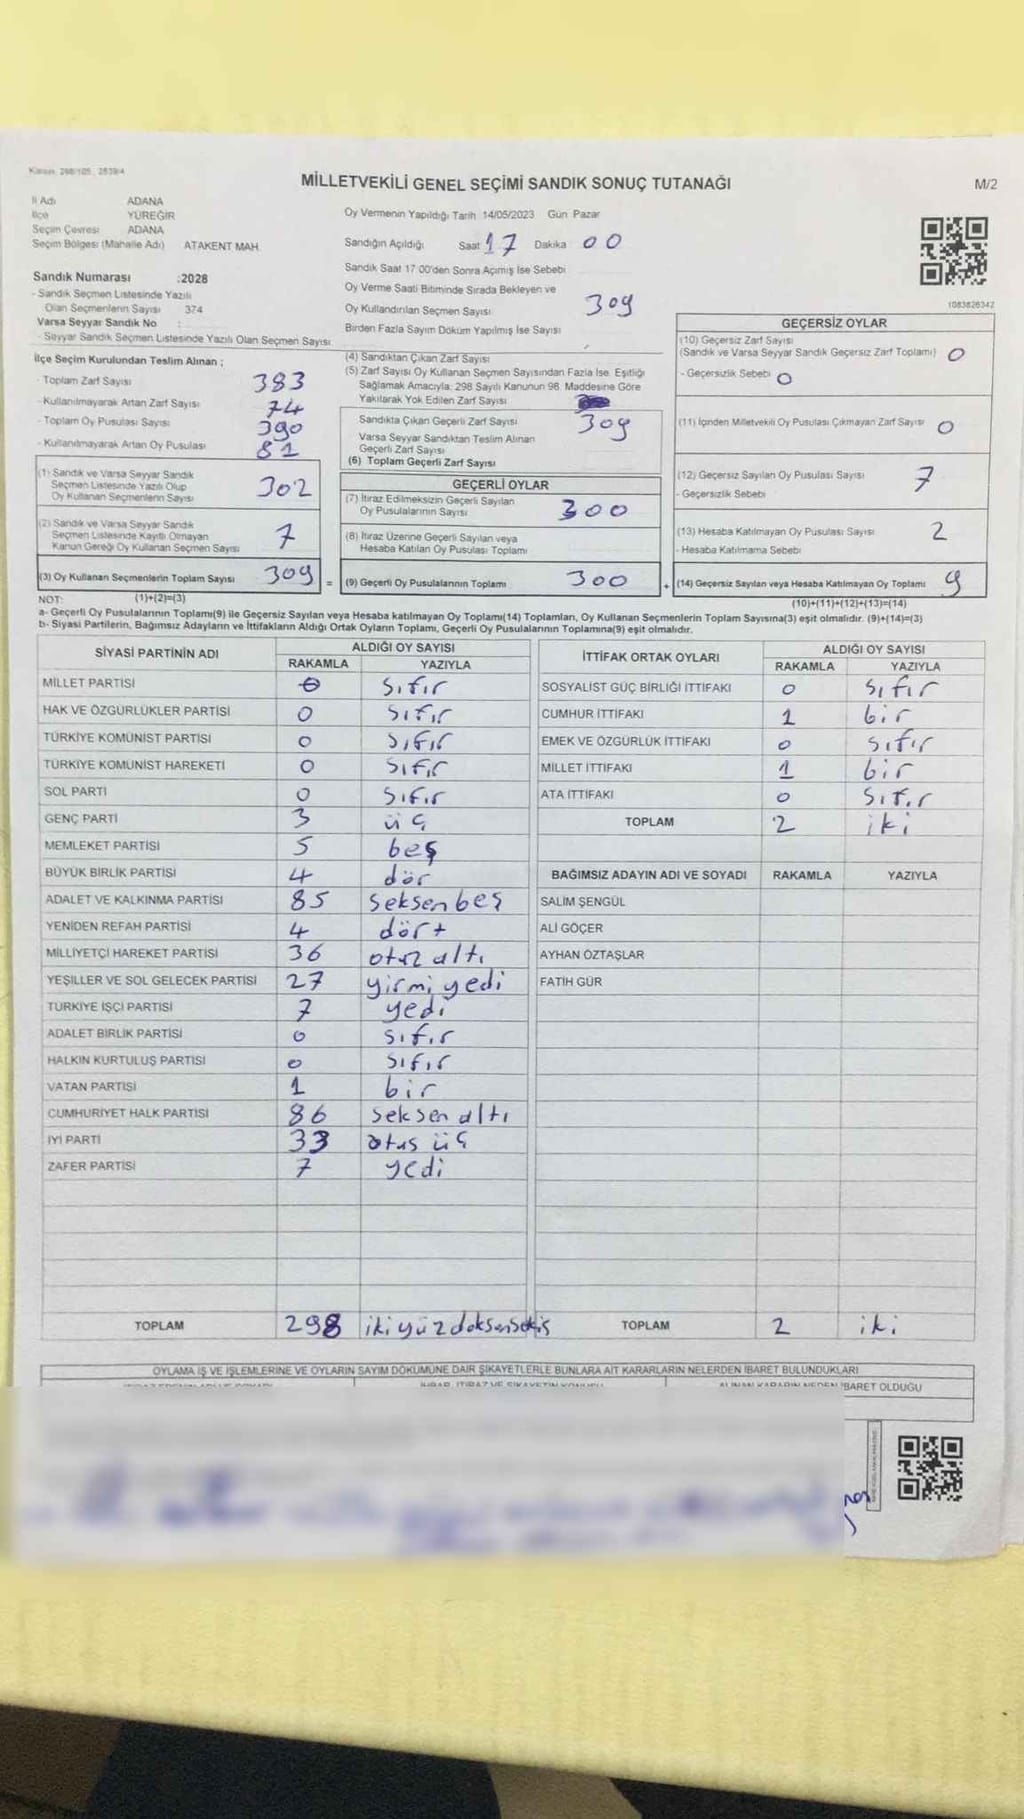 Kanun 298/105, 2839/4
MİLLETVEKİLİ GENEL SEÇİMİ SANDIK SONUÇ TUTANAĞI
M/2
İl Adı ADANA
İlçe YÜREĞİR
Seçim Çevresi ADANA
Seçim Bölgesi (Mahalle Adı) ATAKENT MAH.
Oy Vermenin Yapıldığı Tarih 14/05/2023 Gün Pazar
Sandığın Açıldığı Saat 17 Dakika 00
Sandık Saat 17:00'den Sonra Açımış İse Sebebi
Oy Verme Saati Bitiminde Sırada Bekleyen ve
Oy Kullandırılan Seçmen Sayısı 309
Birden Fazla Sayım Döküm Yapılmış İse Sayısı
1083826342
Sandık Numarası :2028
- Sandık Seçmen Listesinde Yazılı
Olan Seçmenlerin Sayısı 374
Varsa Seyyar Sandık No :
- Seyyar Sandık Seçmen Listesinde Yazılı Olan Seçmen Sayısı
İlçe Seçim Kurulundan Teslim Alınan ;
- Toplam Zarf Sayısı 383
- Kullanılmayarak Artan Zarf Sayısı 74
- Toplam Oy Pusulası Sayısı 390
- Kullanılmayarak Artan Oy Pusulası 81
(1) Sandık ve Varsa Seyyar Sandık
Seçmen Listesinde Yazılı Olup
Oy Kullanan Seçmenlerin Sayısı 302
(2) Sandık ve Varsa Seyyar Sandık
Seçmen Listesinde Kayıtlı Olmayan
Kanun Gereği Oy Kullanan Seçmen Sayısı 7
(3) Oy Kullanan Seçmenlerin Toplam Sayısı 309 =
(4) Sandıktan Çıkan Zarf Sayısı
(5) Zarf Sayısı Oy Kullanan Seçmen Sayısından Fazla İse, Eşitliği
Sağlamak Amacıyla, 298 Sayılı Kanunun 98. Maddesine Göre
Yakılarak Yok Edilen Zarf Sayısı
Sandıkta Çıkan Geçerli Zarf Sayısı 309
Varsa Seyyar Sandıktan Teslim Alınan
Geçerli Zarf Sayısı
(6) Toplam Geçerli Zarf Sayısı
GEÇERLİ OYLAR
(7) İtiraz Edilmeksizin Geçerli Sayılan
Oy Pusulalarının Sayısı 300
(8) İtiraz Üzerine Geçerli Sayılan veya
Hesaba Katılan Oy Pusulası Toplamı
(9) Geçerli Oy Pusulalarının Toplamı 300 +
GEÇERSİZ OYLAR
(10) Geçersiz Zarf Sayısı
(Sandık ve Varsa Seyyar Sandık Geçersiz Zarf Toplamı) 0
- Geçersizlik Sebebi 0
(11) İçinden Milletvekili Oy Pusulası Çıkmayan Zarf Sayısı 0
(12) Geçersiz Sayılan Oy Pusulası Sayısı 7
- Geçersizlik Sebebi
(13) Hesaba Katılmayan Oy Pusulası Sayısı 2
- Hesaba Katılmama Sebebi
(14) Geçersiz Sayılan veya Hesaba Katılmayan Oy Toplamı 9
NOT: (1)+(2)=(3)
(10)+(11)+(12)+(13)=(14)
a- Geçerli Oy Pusulalarının Toplamı(9) ile Geçersiz Sayılan veya Hesaba katılmayan Oy Toplamı(14) Toplamları, Oy Kullanan Seçmenlerin Toplam Sayısına(3) eşit olmalıdır. (9)+(14)=(3)
b- Siyasi Partilerin, Bağımsız Adayların ve İttifakların Aldığı Ortak Oyların Toplamı, Geçerli Oy Pusulalarının Toplamına(9) eşit olmalıdır.
SİYASİ PARTİNİN ADI ALDIĞI OY SAYISI
RAKAMLA YAZIYLA
MİLLET PARTİSİ 0 sıfır
HAK VE ÖZGÜRLÜKLER PARTİSİ 0 sıfır
TÜRKİYE KOMÜNİST PARTİSİ 0 sıfır
TÜRKİYE KOMÜNİST HAREKETİ 0 sıfır
SOL PARTİ 0 sıfır
GENÇ PARTİ 3 üç
MEMLEKET PARTİSİ 5 beş
BÜYÜK BİRLİK PARTİSİ 4 dör
ADALET VE KALKINMA PARTİSİ 85 seksenbeş
YENİDEN REFAH PARTİSİ 4 dört
MİLLİYETÇİ HAREKET PARTİSİ 36 otuz altı
YEŞİLLER VE SOL GELECEK PARTİSİ 27 yirmi yedi
TÜRKİYE İŞÇİ PARTİSİ 7 yedi
ADALET BİRLİK PARTİSİ 0 sıfır
HALKIN KURTULUŞ PARTİSİ 0 sıfır
VATAN PARTİSİ 1 bir
CUMHURİYET HALK PARTİSİ 86 seksen altı
İYİ PARTİ 33 otus üç
ZAFER PARTİSİ 7 yedi
TOPLAM 298 ikiyüzdoksansekis
İTTİFAK ORTAK OYLARI ALDIĞI OY SAYISI
RAKAMLA YAZIYLA
SOSYALİST GÜÇ BİRLİĞİ İTTİFAKI 0 sıfır
CUMHUR İTTİFAKI 1 bir
EMEK VE ÖZGÜRLÜK İTTİFAKI 0 sıfır
MİLLET İTTİFAKI 1 bir
ATA İTTİFAKI 0 sıfır
TOPLAM 2 iki
BAĞIMSIZ ADAYIN ADI VE SOYADI RAKAMLA YAZIYLA
SALİM ŞENGÜL
ALİ GÖÇER
AYHAN ÖZTAŞLAR
FATİH GÜR
TOPLAM 2 iki
OYLAMA İŞ VE İŞLEMLERİNE VE OYLARIN SAYIM DÖKÜMÜNE DAİR ŞİKAYETLERLE BUNLARA AİT KARARLARIN NELERDEN İBARET BULUNDUKLARI
ALINAN KARARIN NEDEN İBARET OLDUĞU